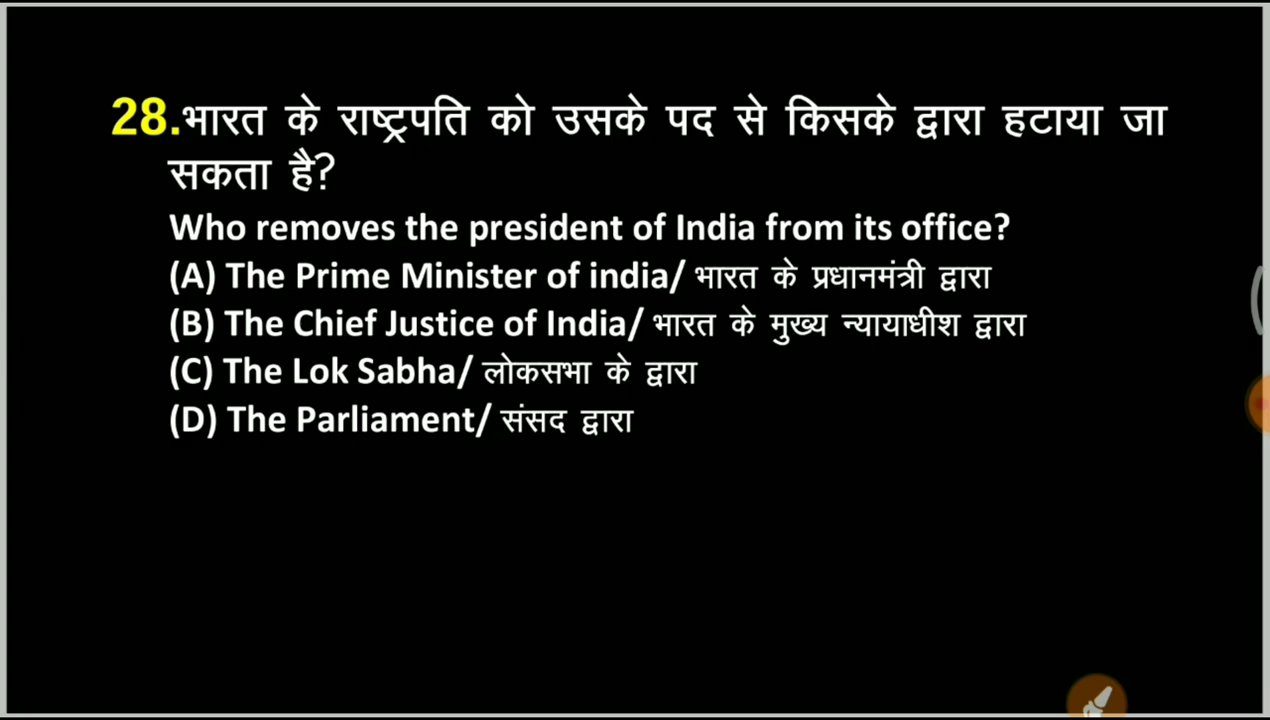 28.भारत के राष्ट्रपति को उसके पद से किसके द्वारा हटाया जा
सकता है?
Who removes the president of India from its office?
(A) The Prime Minister of india/ भारत के प्रधानमंत्री द्वारा
(B) The Chief Justice of India/ भारत के मुख्य न्यायाधीश द्वारा
(C) The Lok Sabha/ लोकसभा के द्वारा
(D) The Parliament/ संसद द्वारा